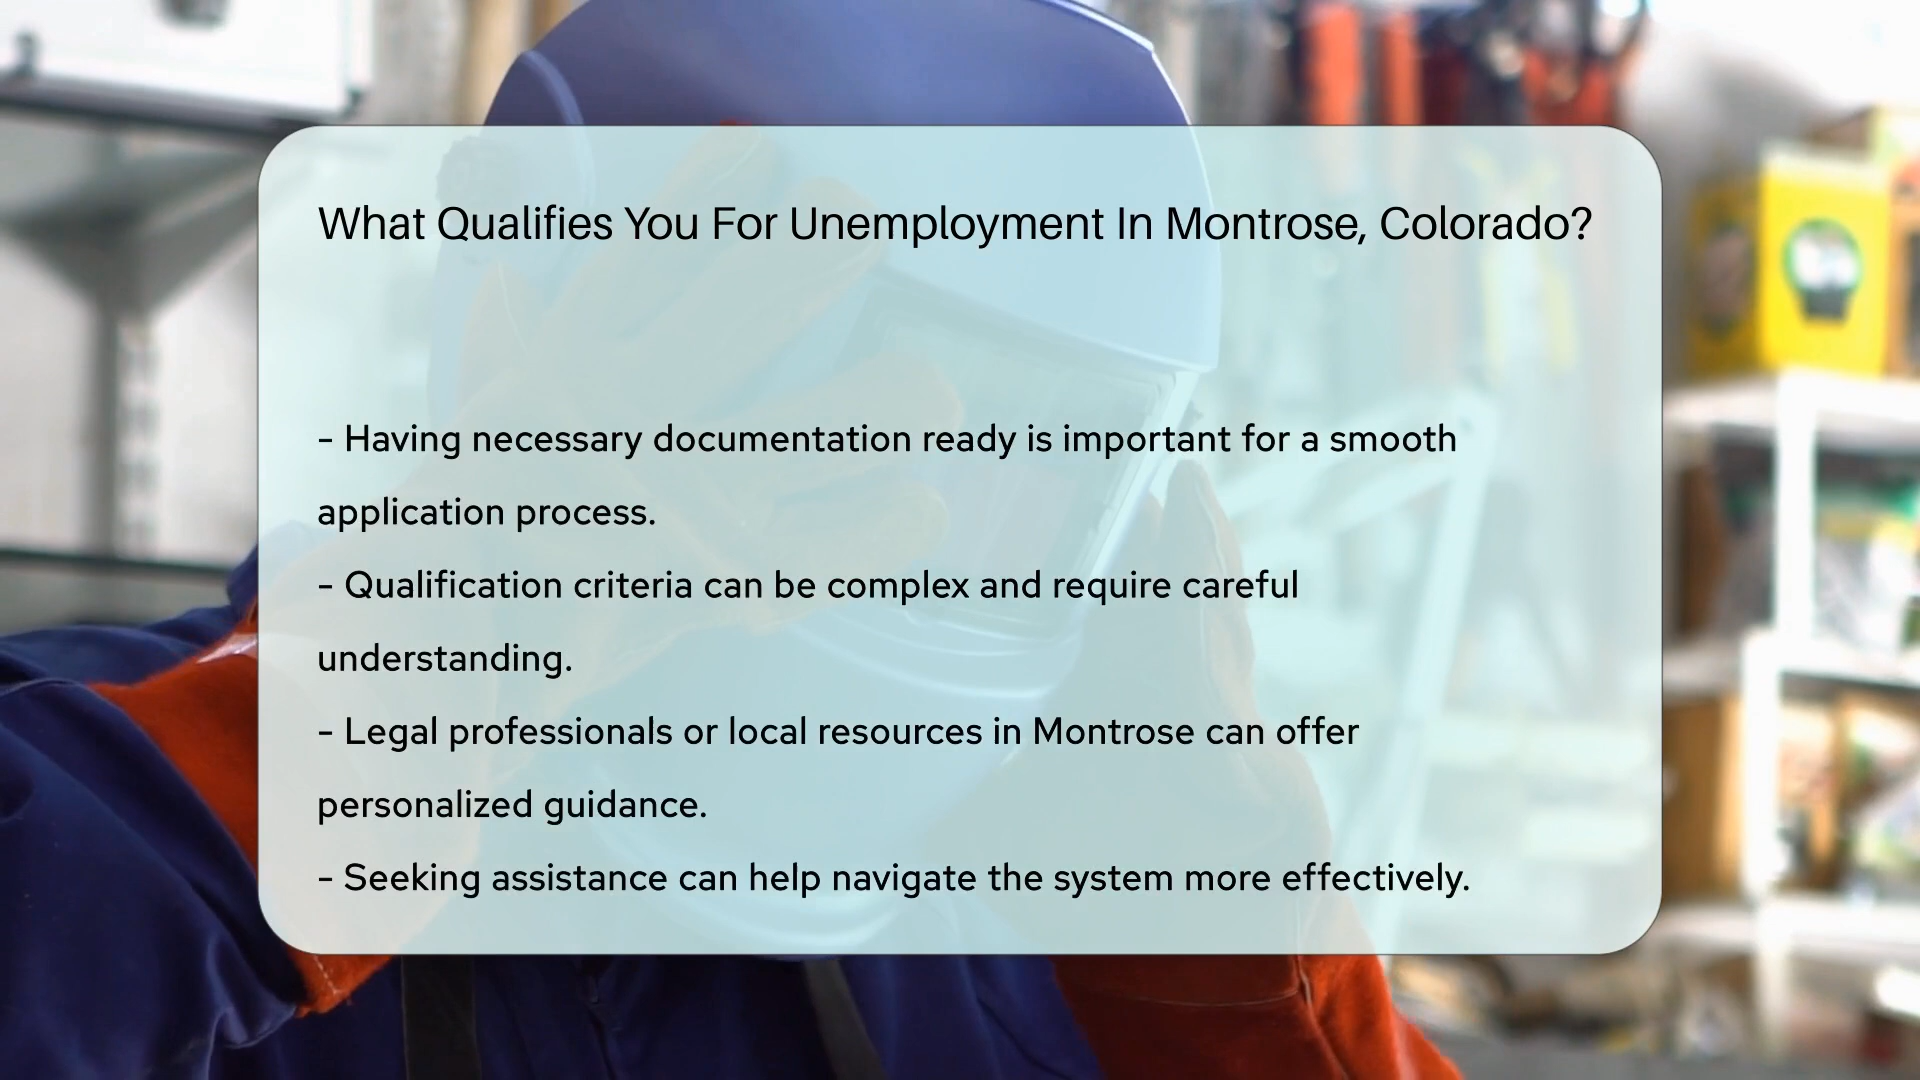 What Qualifies You For Unemployment In Montrose, Colorado?
- Having necessary documentation ready is important for a smooth
application process.
- Qualification criteria can be complex and require careful
understanding.
- Legal professionals or local resources in Montrose can offer
personalized guidance.
- Seeking assistance can help navigate the system more effectively.